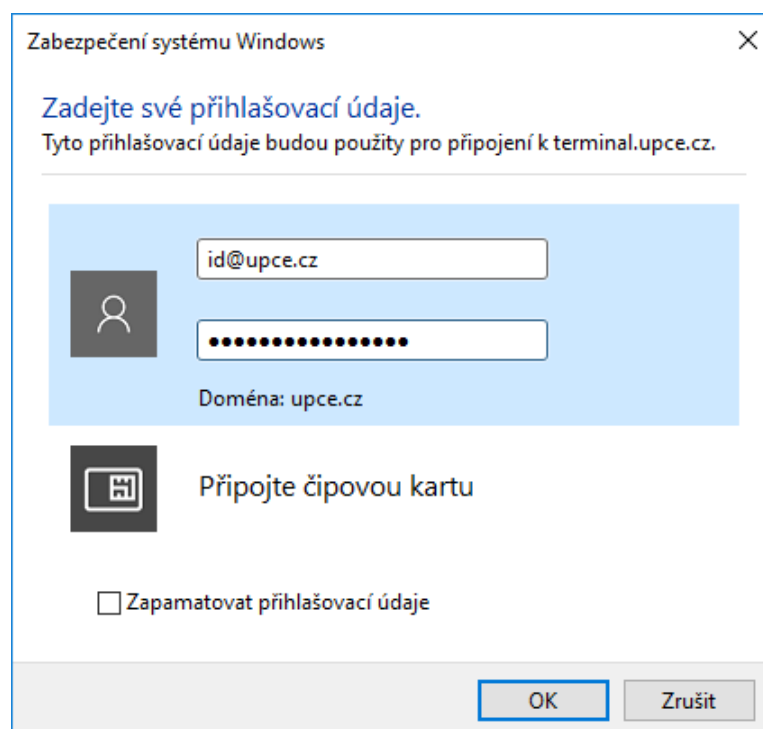 Zabezpečení systému Windows
Zadejte své přihlašovací údaje.
Tyto přihlašovací údaje budou použity pro připojení k terminal.upce.cz.
id@upce.cz
●●●●●●●●●●●●●●●●
Doména: upce.cz
Připojte čipovou kartu
Zapamatovat přihlašovací údaje
OK
Zrušit